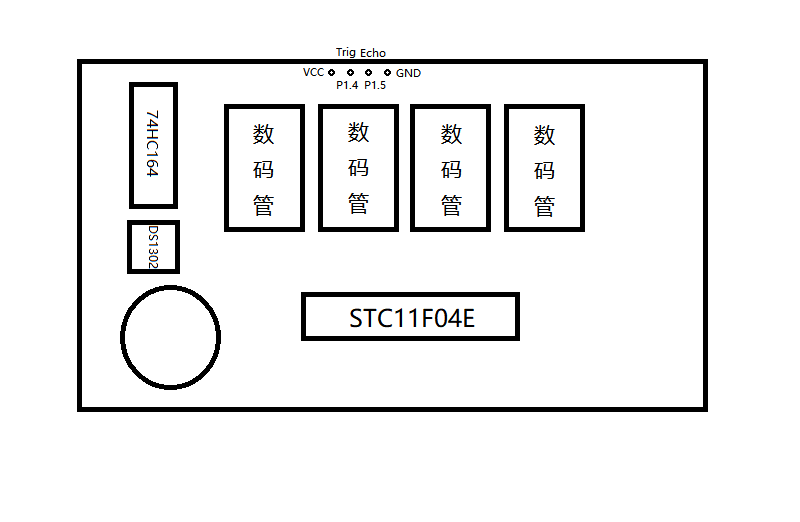 Trig Echo
VCC
GND
P1.4 P1.5
74HC164
数码管
数码管
数码管
数码管
DS1302
STC11F04E